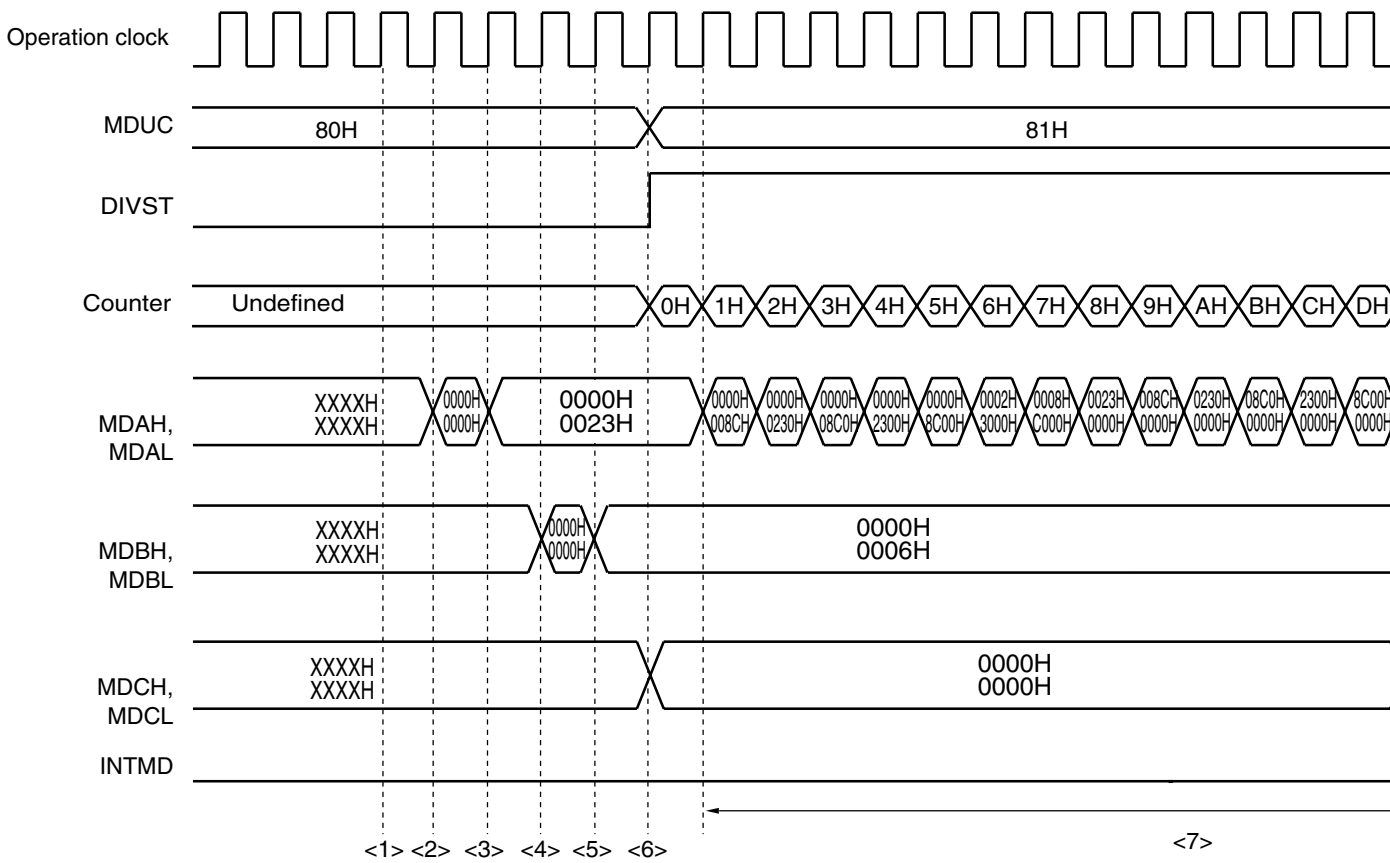 Operation clock
MDUC
80H
81H
DIVST
Counter
Undefined
0H 1H 2H 3H 4H 5H 6H 7H 8H 9H AH BH CH DH
MDAH,
MDAL
XXXXH 0000H 0000H 0000H 0000H 0000H 0000H 0000H 0002H 0008H 0023H 008CH 0230H 08C0H 2300H 8C00H
XXXXH 0000H 0023H 008CH 0230H 08C0H 2300H 8C00H 3000H C000H 0000H 0000H 0000H 0000H 0000H 0000H
MDBH,
MDBL
XXXXH 0000H 0000H
XXXXH 0000H 0006H
MDCH,
MDCL
XXXXH 0000H
XXXXH 0000H
INTMD
<1> <2> <3> <4> <5> <6> <7>